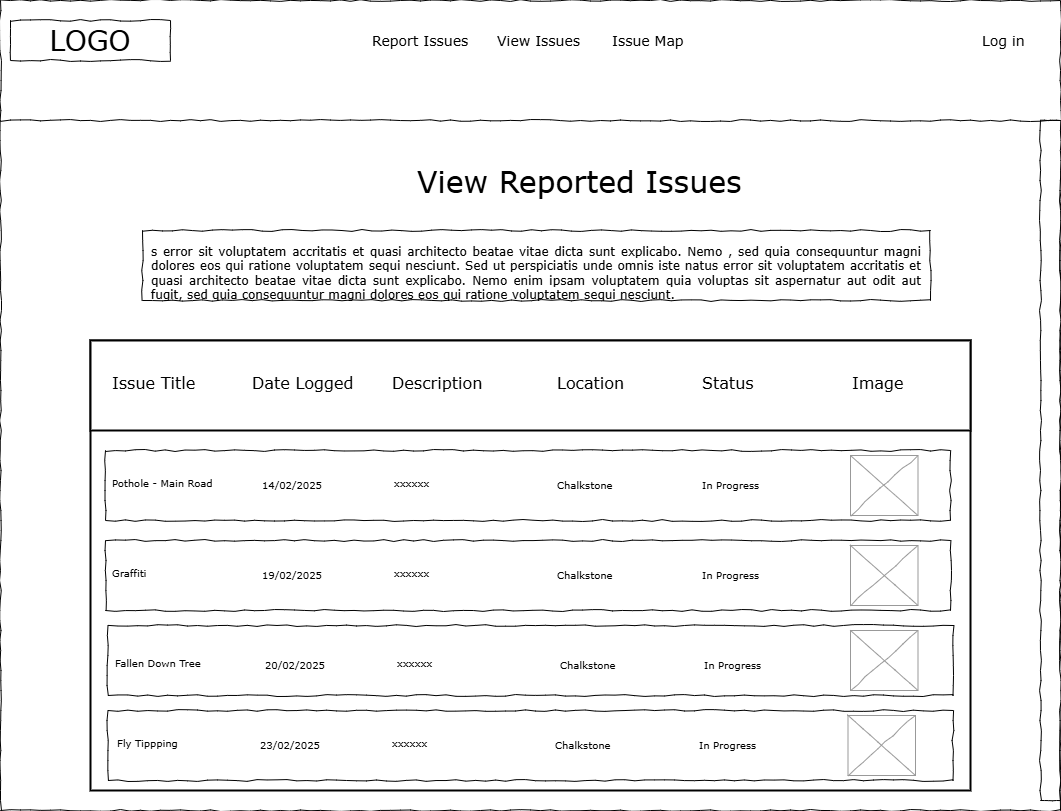 LOGO
Report Issues View Issues Issue Map Log in
View Reported Issues
s error sit voluptatem accritatis et quasi architecto beatae vitae dicta sunt explicabo. Nemo , sed quia consequuntur magni
dolores eos qui ratione voluptatem sequi nesciunt. Sed ut perspiciatis unde omnis iste natus error sit voluptatem accritatis et
quasi architecto beatae vitae dicta sunt explicabo. Nemo enim ipsam voluptatem quia voluptas sit aspernatur aut odit aut
fugit, sed quia consequuntur magni dolores eos qui ratione voluptatem sequi nesciunt.
Issue Title Date Logged Description Location Status Image
Pothole - Main Road 14/02/2025 xxxxxx Chalkstone In Progress
Graffiti 19/02/2025 xxxxxx Chalkstone In Progress
Fallen Down Tree 20/02/2025 xxxxxx Chalkstone In Progress
Fly Tippping 23/02/2025 xxxxxx Chalkstone In Progress